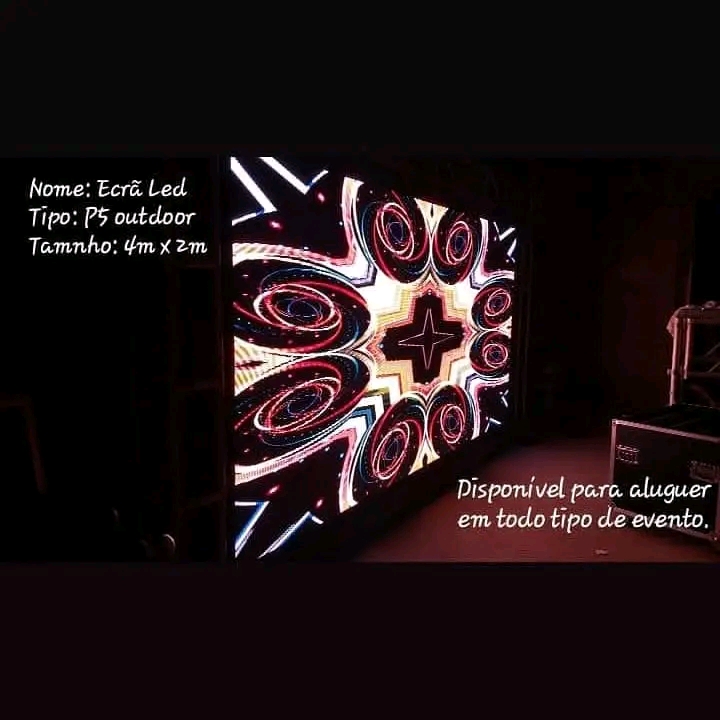 Nome: Ecrã Led
Tipo: P5 outdoor
Tamnho: 4m x 2m
Disponível para aluguer
em todo tipo de evento.